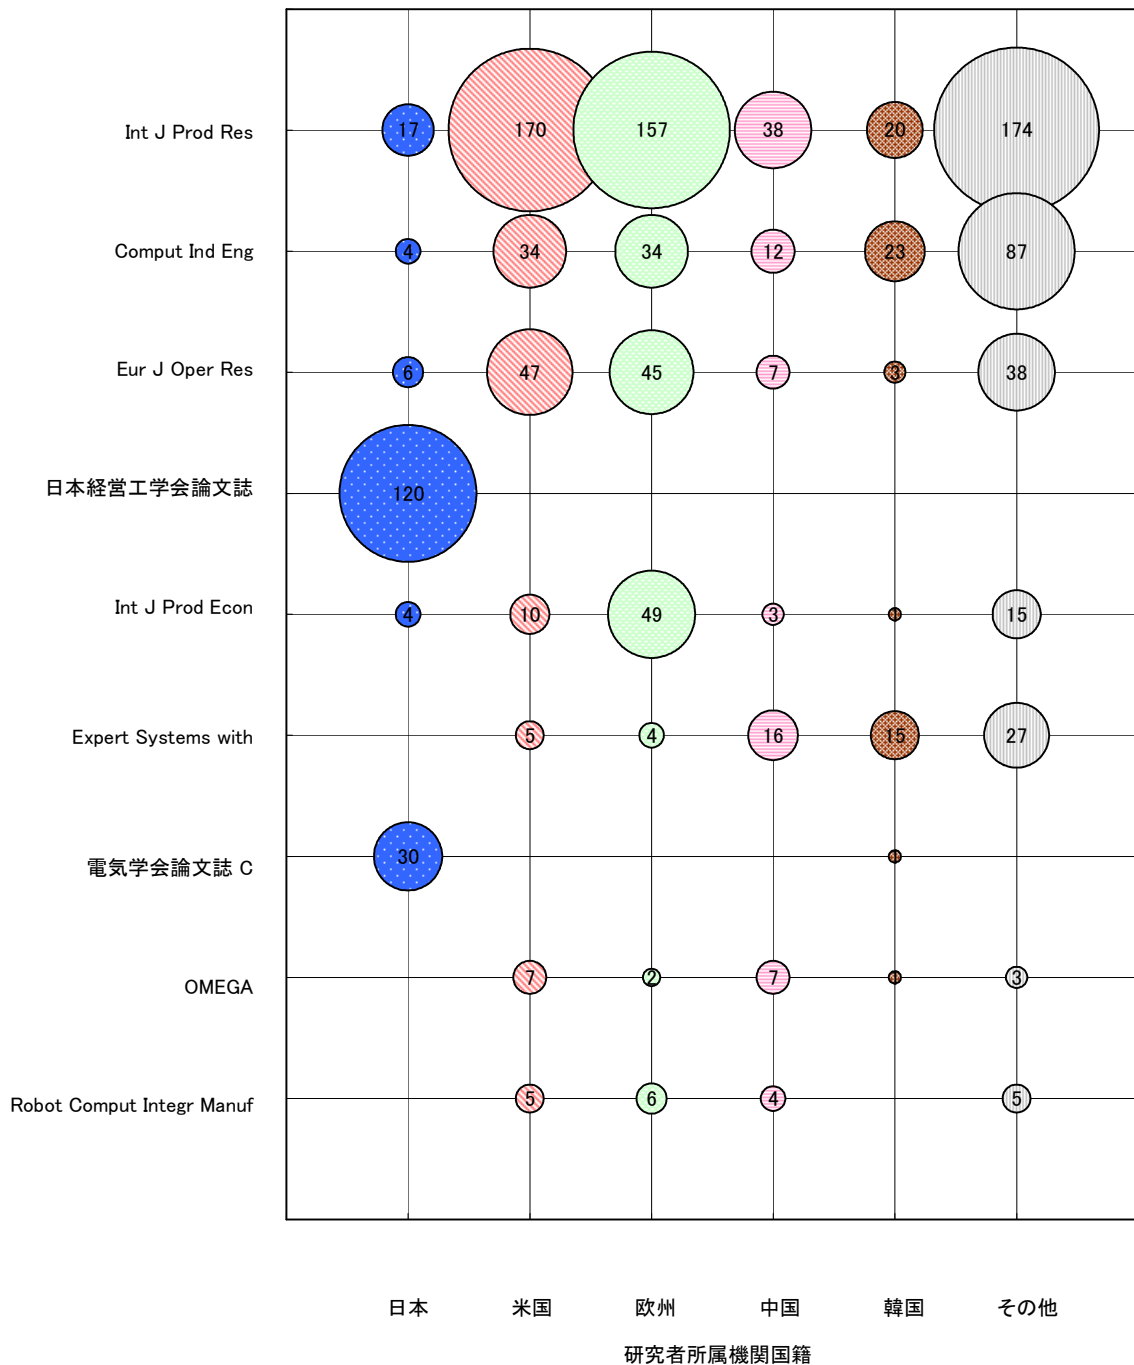 Int J Prod Res 17 170 157 38 20 174
Comput Ind Eng 4 34 34 12 23 87
Eur J Oper Res 6 47 45 7 3 38
日本経営工学会論文誌 120
Int J Prod Econ 4 10 49 3 1 15
Expert Systems with 5 4 16 15 27
電気学会論文誌 C 30 1
OMEGA 7 2 7 1 3
Robot Comput Integr Manuf 5 6 4 5
日本 米国 欧州 中国 韓国 その他
研究者所属機関国籍